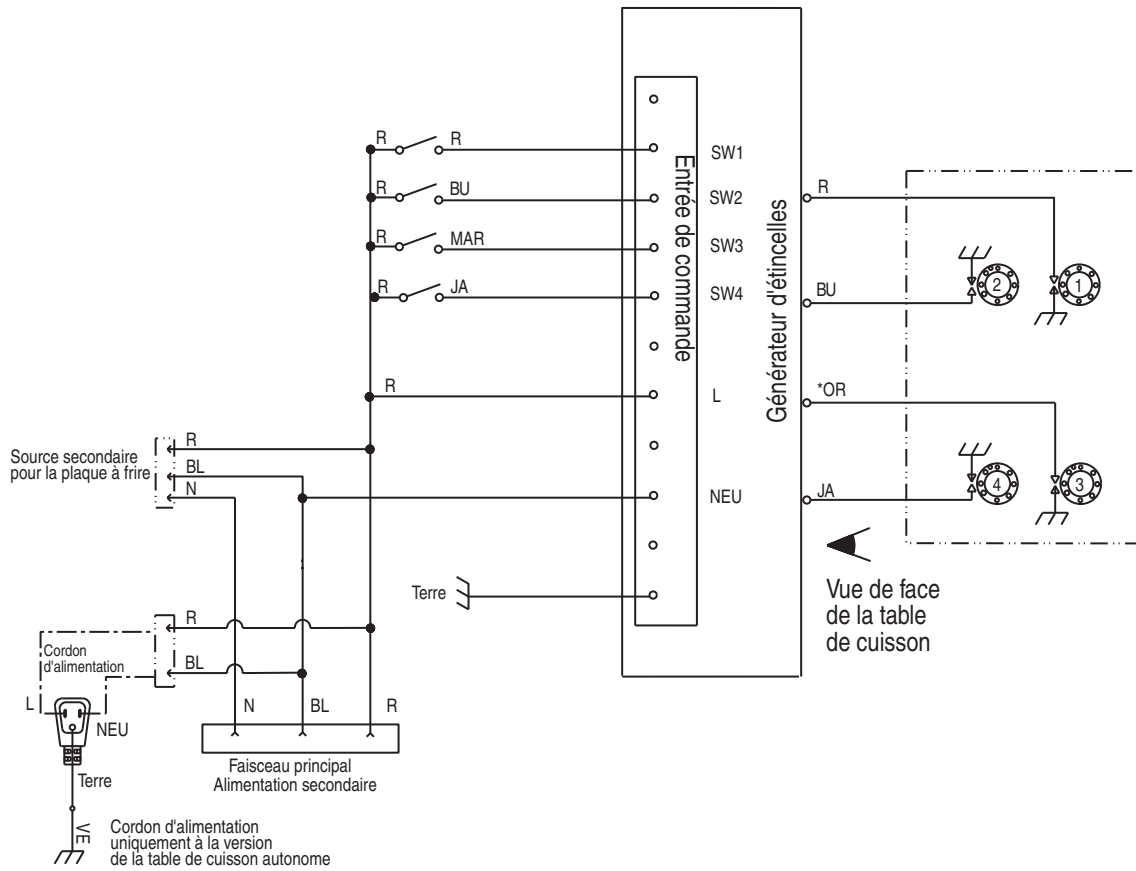 R
R
SW1
R
BU
SW2
R
R
MAR
SW3
R
JA
SW4
Entrée de commande
Générateur d'étincelles
2
1
BU
R
L
*OR
Source secondaire
pour la plaque à frire
R
BL
N
NEU
JA
4
3
Terre
Vue de face
de la table
de cuisson
R
Cordon
d'alimentation
BL
L
NEU
N
BL
R
Faisceau principal
Alimentation secondaire
Terre
VE
Cordon d'alimentation
uniquement à la version
de la table de cuisson autonome